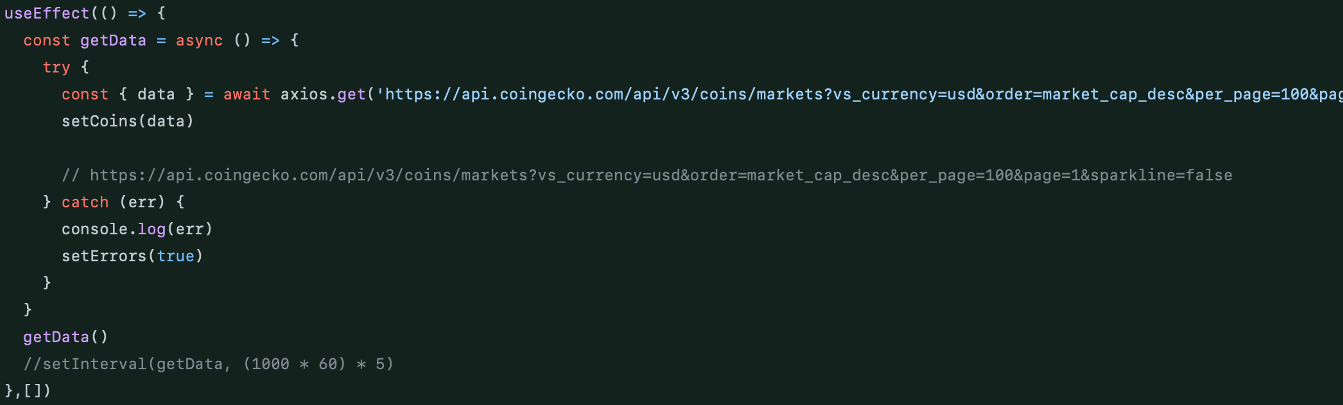 useEffect(() => {
const getData = async () => {
try {
const { data } = await axios.get('https://api.coingecko.com/api/v3/coins/markets?vs_currency=usd&order=market_cap_desc&per_page=100&pag
setCoins(data)
// https://api.coingecko.com/api/v3/coins/markets?vs_currency=usd&order=market_cap_desc&per_page=100&page=1&sparkline=false
} catch (err) {
console.log(err)
setErrors(true)
}
}
getData()
//setInterval(getData, (1000 * 60) * 5)
},[])